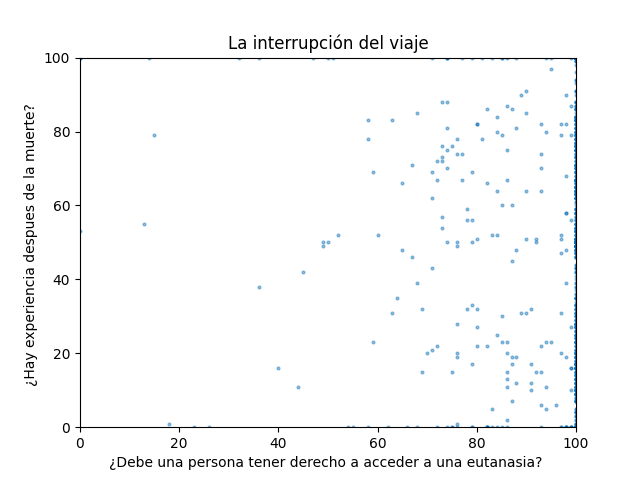 La interrupción del viaje
¿Hay experiencia despues de la muerte?
100
80
60
40
20
0
0 20 40 60 80 100
¿Debe una persona tener derecho a acceder a una eutanasia?